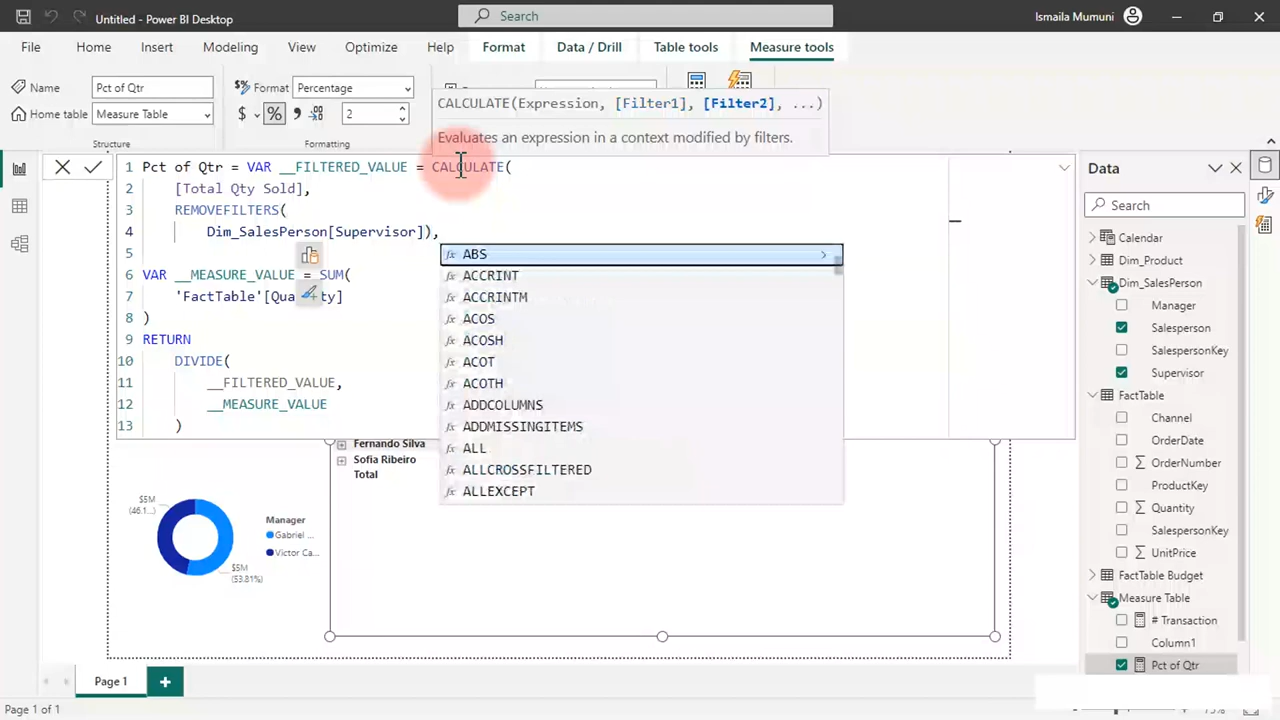 Untitled - Power BI Desktop
Search
Ismaila Mumuni
File Home Insert Modeling View Optimize Help Format Data / Drill Table tools Measure tools
Name Pct of Qtr
Format Percentage
Home table Measure Table
$ % 2
Structure
Formatting
CALCULATE(Expression, [Filter1], [Filter2], ...)
Evaluates an expression in a context modified by filters.
1 Pct of Qtr = VAR __FILTERED_VALUE = CALCULATE(
2 [Total Qty Sold],
3 REMOVEFILTERS(
4 Dim_SalesPerson[Supervisor]),
5
6 VAR __MEASURE_VALUE = SUM(
7 'FactTable'[Quantity]
8 )
9 RETURN
10 DIVIDE(
11 __FILTERED_VALUE,
12 __MEASURE_VALUE
13 )
ABS
ACCRINT
ACCRINTM
ACOS
ACOSH
ACOT
ACOTH
ADDCOLUMNS
ADDMISSINGITEMS
ALL
ALLCROSSFILTERED
ALLEXCEPT
Fernando Silva
Sofia Ribeiro
Total
$5M
(46.1...)
$5M
(53.81%)
Manager
Gabriel ...
Victor Ca...
Data
Search
Calendar
Dim_Product
Dim_SalesPerson
Manager
Salesperson
SalespersonKey
Supervisor
FactTable
Channel
OrderDate
OrderNumber
ProductKey
Quantity
SalespersonKey
UnitPrice
FactTable Budget
Measure Table
# Transaction
Column1
Pct of Qtr
Page 1
Page 1 of 1